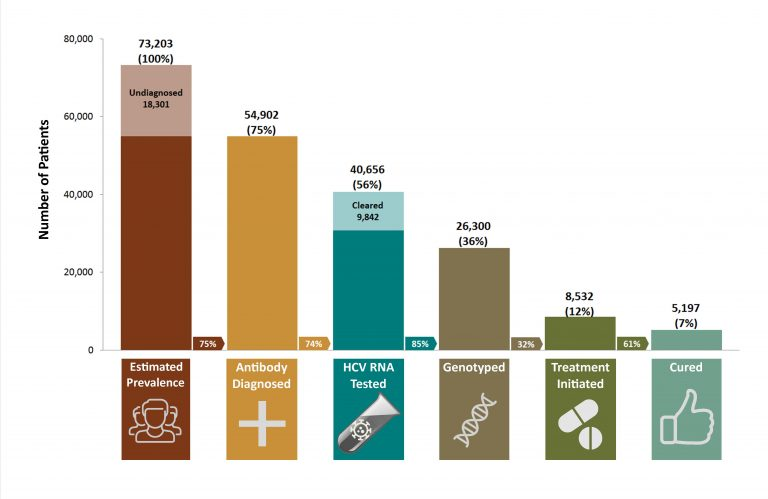 80,000
60,000
40,000
20,000
0
Number of Patients
73,203
(100%)
Undiagnosed
18,301
54,902
(75%)
40,656
(56%)
Cleared
9,842
26,300
(36%)
8,532
(12%)
5,197
(7%)
75%
74%
85%
32%
61%
Estimated
Prevalence
Antibody
Diagnosed
HCV RNA
Tested
Genotyped
Treatment
Initiated
Cured